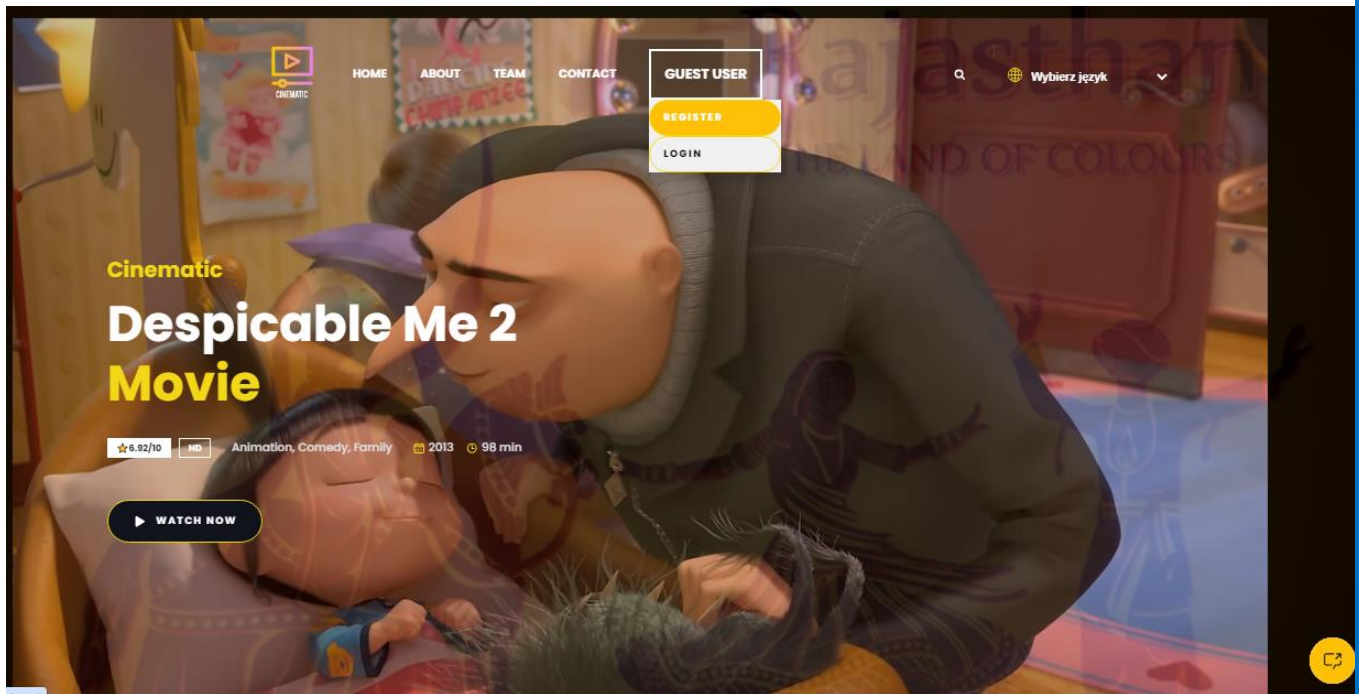 CINEMATIC
HOME
ABOUT
TEAM
CONTACT
GUEST USER
Wybierz język
REGISTER
LOGIN
Rajasthan
THE LAND OF COLOURS
Cinematic
Despicable Me 2
Movie
6.92/10
HD
Animation, Comedy, Family
2013
98 min
WATCH NOW